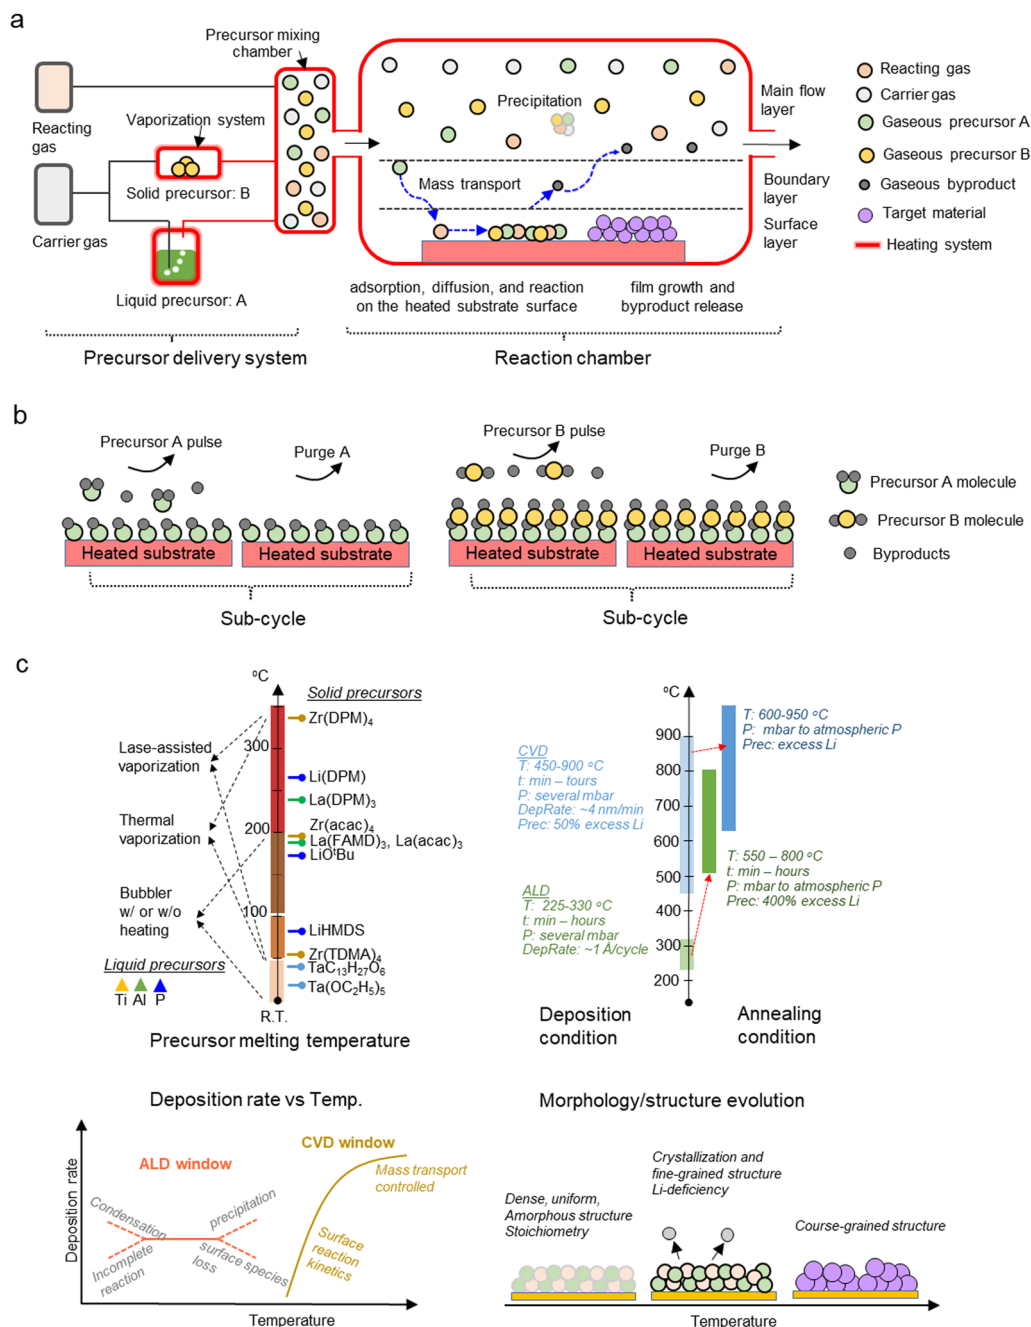 a
Precursor mixing
chamber
Reacting
gas
Vaporization system
Solid precursor: B
Carrier gas
Liquid precursor: A
Precursor delivery system
Precipitation
Mass transport
Main flow
layer
Boundary
layer
Surface
layer
adsorption, diffusion, and reaction
on the heated substrate surface
film growth and
byproduct release
Reaction chamber
Reacting gas
Carrier gas
Gaseous precursor A
Gaseous precursor B
Gaseous byproduct
Target material
Heating system
b
Precursor A pulse
Purge A
Heated substrate
Heated substrate
Sub-cycle
Precursor B pulse
Purge B
Heated substrate
Heated substrate
Sub-cycle
Precursor A molecule
Precursor B molecule
Byproducts
c
ºC
Solid precursors
Zr(DPM)4
300
Li(DPM)
La(DPM)3
Zr(acac)4
200
La(FAMD)3, La(acac)3
LiOtBu
100
LiHMDS
Zr(TDMA)4
TaC13H27O6
Ta(OC2H5)5
R.T.
Lase-assisted
vaporization
Thermal
vaporization
Bubbler
w/ or w/o
heating
Liquid precursors
Ti Al P
Precursor melting temperature
ºC
900
800
700
600
500
400
300
200
CVD
T: 450-900 ºC
t: min – tours
P: several mbar
DepRate: ~4 nm/min
Prec: 50% excess Li
ALD
T: 225-330 ºC
t: min – hours
P: several mbar
DepRate: ~1 Å/cycle
T: 600-950 ºC
P: mbar to atmospheric P
Prec: excess Li
T: 550 – 800 ºC
t: min – hours
P: mbar to atmospheric P
Prec: 400% excess Li
Deposition
condition
Annealing
condition
Deposition rate vs Temp.
Deposition rate
ALD window
CVD window
Condensation
Incomplete
reaction
precipitation
surface species
loss
Mass transport
controlled
Surface
reaction
kinetics
Temperature
Morphology/structure evolution
Dense, uniform,
Amorphous structure
Stoichiometry
Crystallization and
fine-grained structure
Li-deficiency
Course-grained structure
Temperature